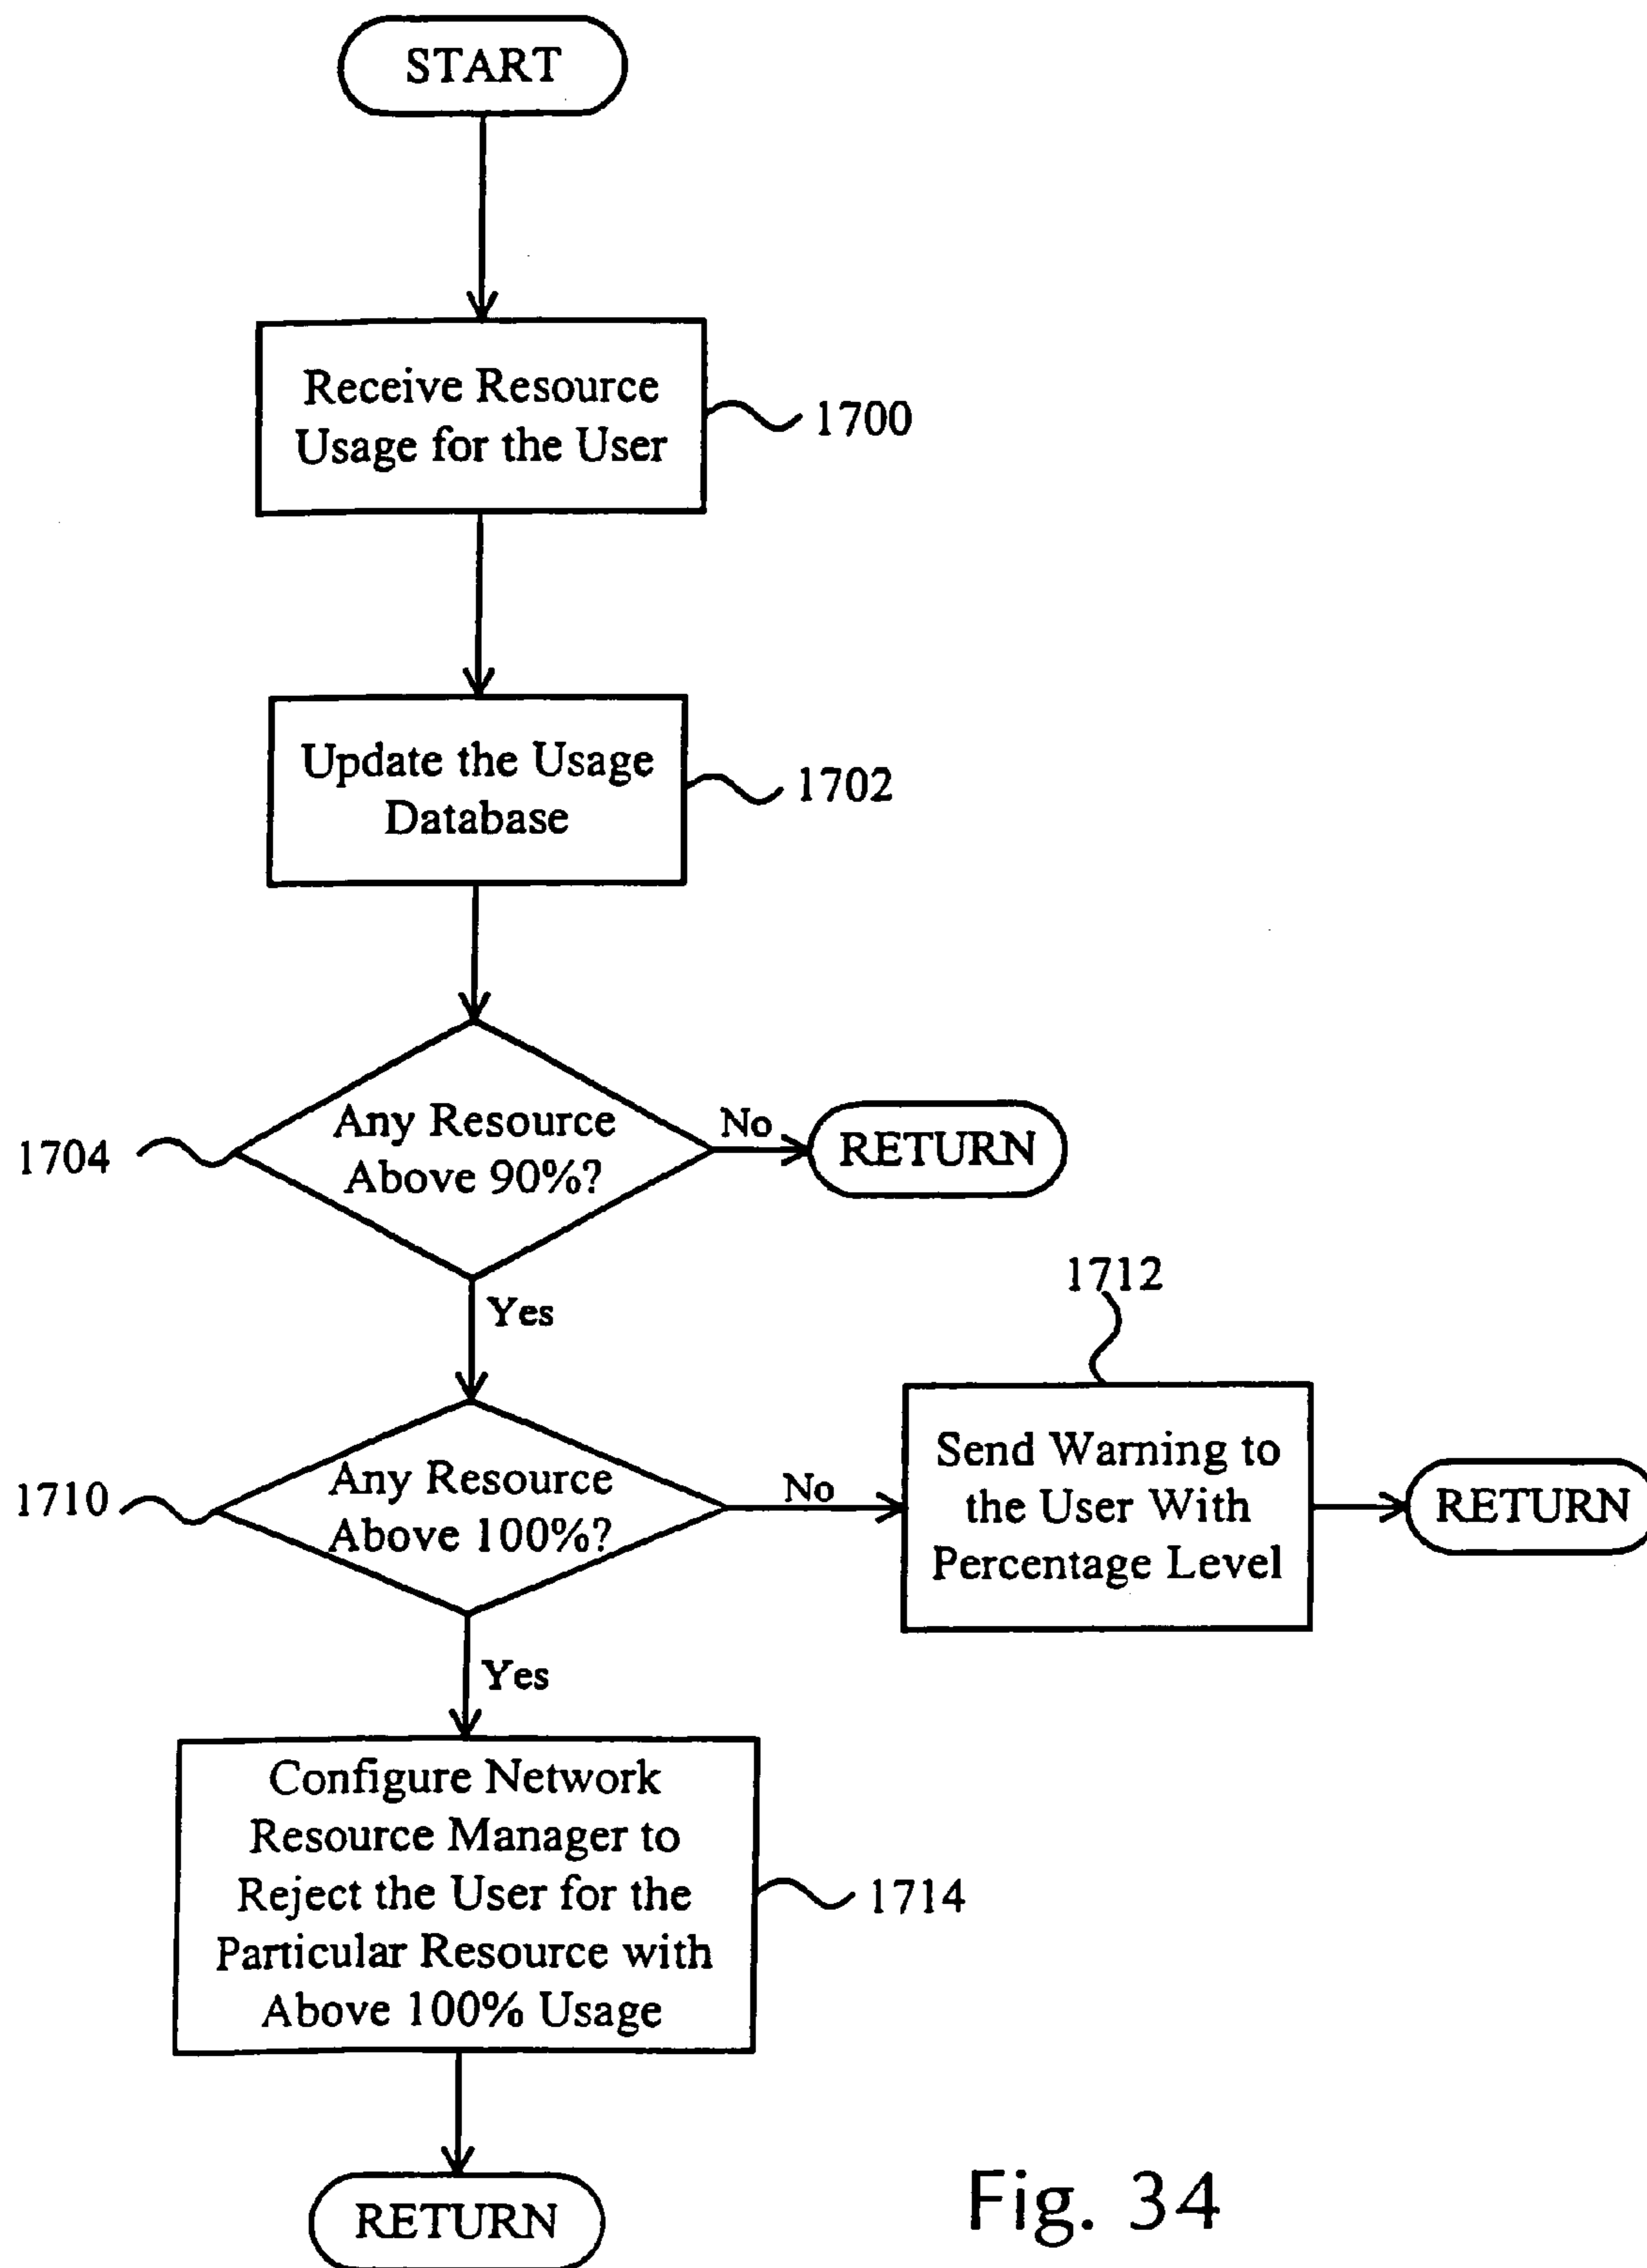 START
Receive Resource
Usage for the User
1700
Update the Usage
Database
1702
Any Resource
Above 90%?
1704
No
RETURN
Yes
Any Resource
Above 100%?
1710
No
1712
Send Warning to
the User With
Percentage Level
RETURN
Yes
Configure Network
Resource Manager to
Reject the User for the
Particular Resource with
Above 100% Usage
1714
RETURN
Fig. 34